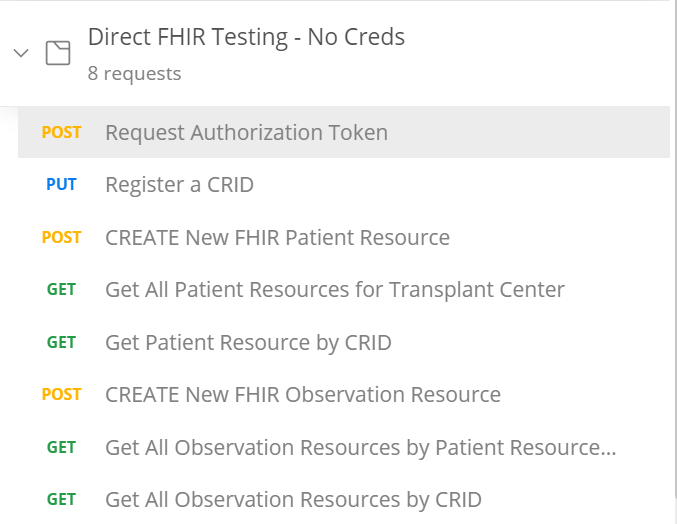 Direct FHIR Testing - No Creds
8 requests
POST Request Authorization Token
PUT Register a CRID
POST CREATE New FHIR Patient Resource
GET Get All Patient Resources for Transplant Center
GET Get Patient Resource by CRID
POST CREATE New FHIR Observation Resource
GET Get All Observation Resources by Patient Resource...
GET Get All Observation Resources by CRID